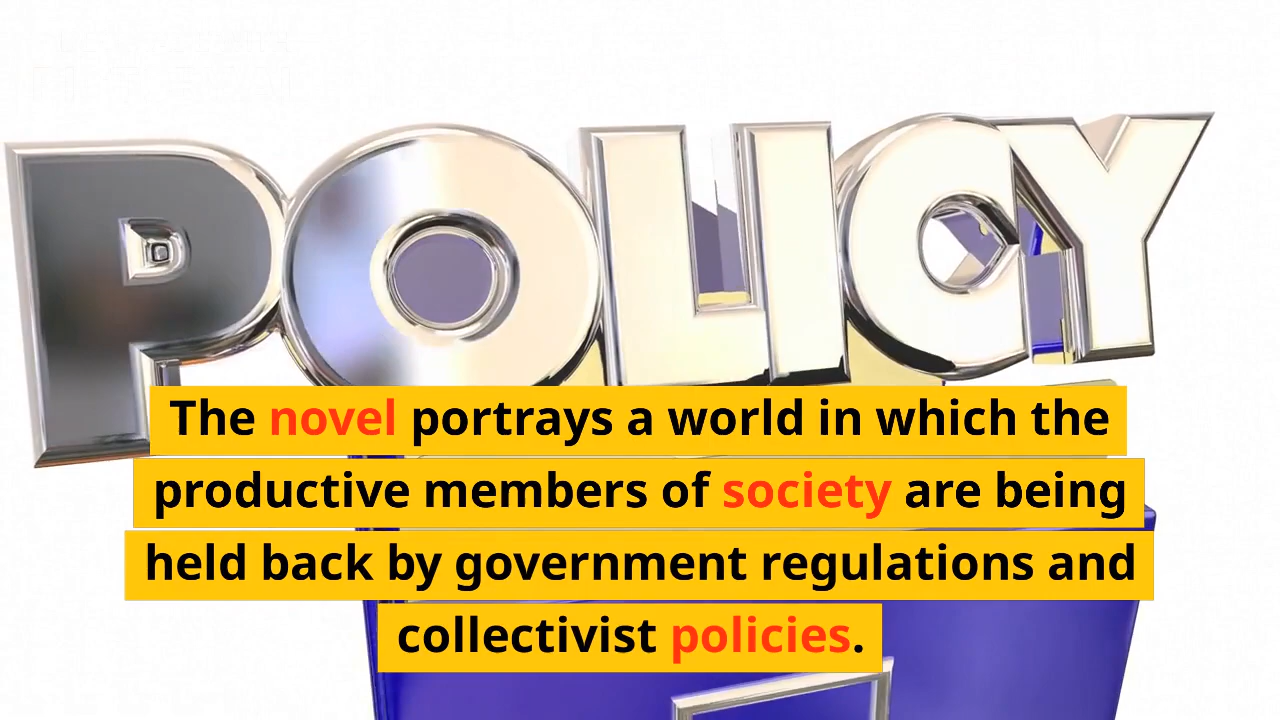 POLICY
The novel portrays a world in which the
productive members of society are being
held back by government regulations and
collectivist policies.